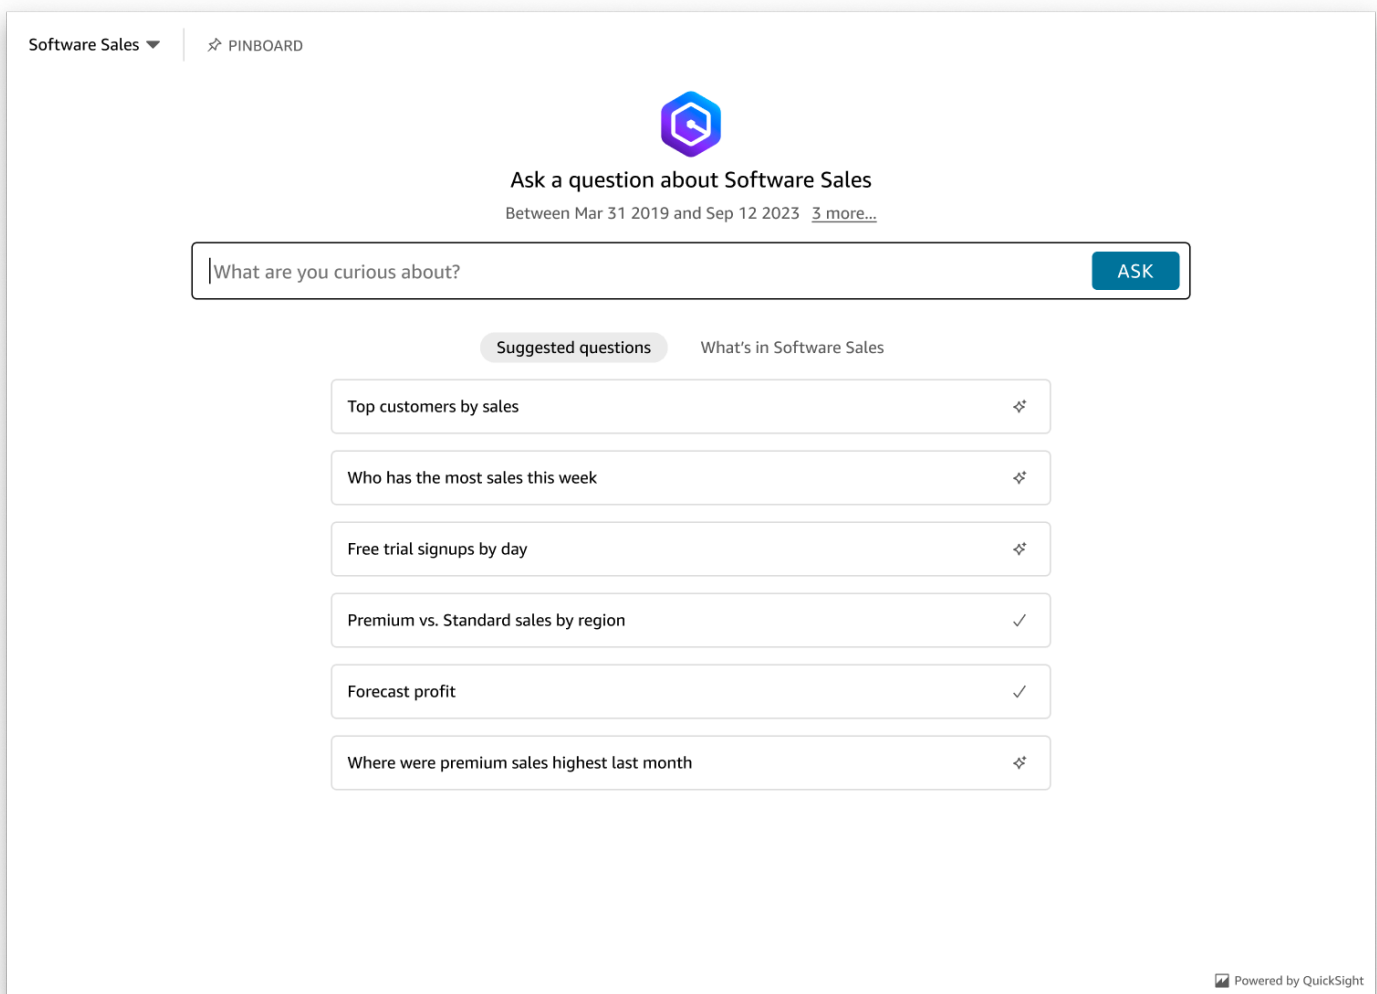 Software Sales
PINBOARD
Ask a question about Software Sales
Between Mar 31 2019 and Sep 12 2023 3 more...
What are you curious about?
ASK
Suggested questions
What's in Software Sales
Top customers by sales
Who has the most sales this week
Free trial signups by day
Premium vs. Standard sales by region
Forecast profit
Where were premium sales highest last month
Powered by QuickSight